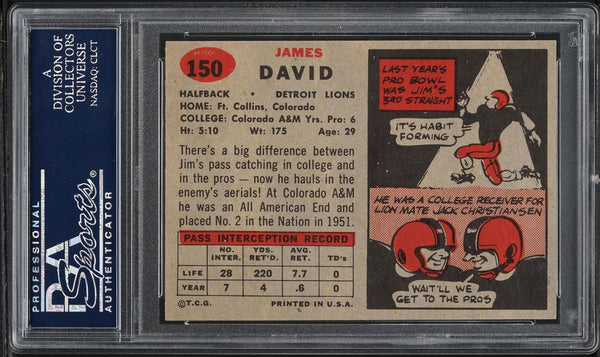 A
DIVISION OF
COLLECTORS
UNIVERSE
NASDAQ: CLCT
PROFESSIONAL
PSA
Sports
AUTHENTICATOR
150
JAMES
DAVID
HALFBACK • DETROIT LIONS
HOME: Ft. Collins, Colorado
COLLEGE: Colorado A&M Yrs. Pro: 6
Ht: 5:10 Wt: 175 Age: 29
There's a big difference between
Jim's pass catching in college and
in the pros — now he hauls in the
enemy's aerials! At Colorado A&M
he was an All American End and
placed No. 2 in the Nation in 1951.
PASS INTERCEPTION RECORD
NO. INTER. YDS. RET'D. AVG. RET. TD's
LIFE 28 220 7.7 0
YEAR 7 4 .6 0
©T.C.G. PRINTED IN U.S.A.
LAST YEAR'S
PRO BOWL
WAS JIM'S
3RD STRAIGHT
IT'S HABIT
FORMING
HE WAS A COLLEGE RECEIVER FOR
LION MATE JACK CHRISTIANSEN
WAIT'LL WE
GET TO THE PROS